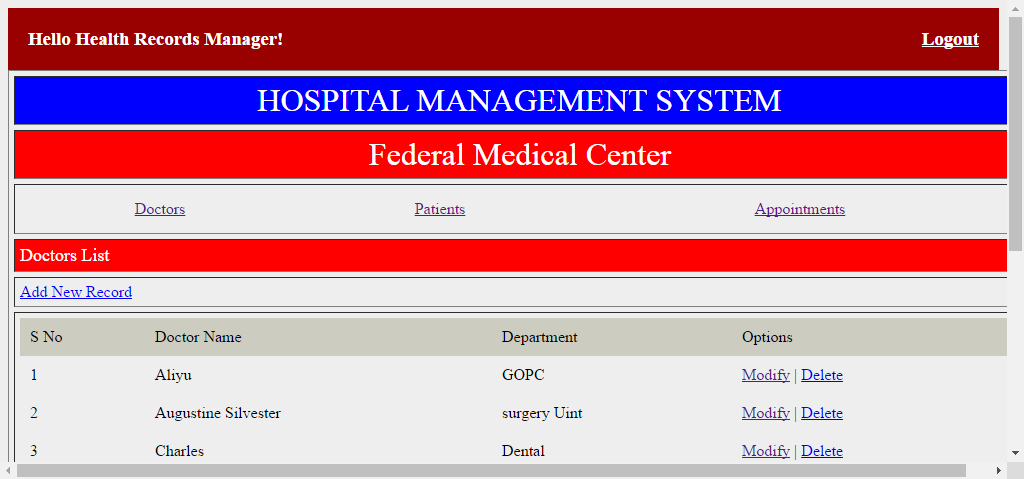 Hello Health Records Manager! Logout
HOSPITAL MANAGEMENT SYSTEM
Federal Medical Center
Doctors Patients Appointments
Doctors List
Add New Record
S No Doctor Name Department Options
1 Aliyu GOPC Modify | Delete
2 Augustine Silvester surgery Uint Modify | Delete
3 Charles Dental Modify | Delete